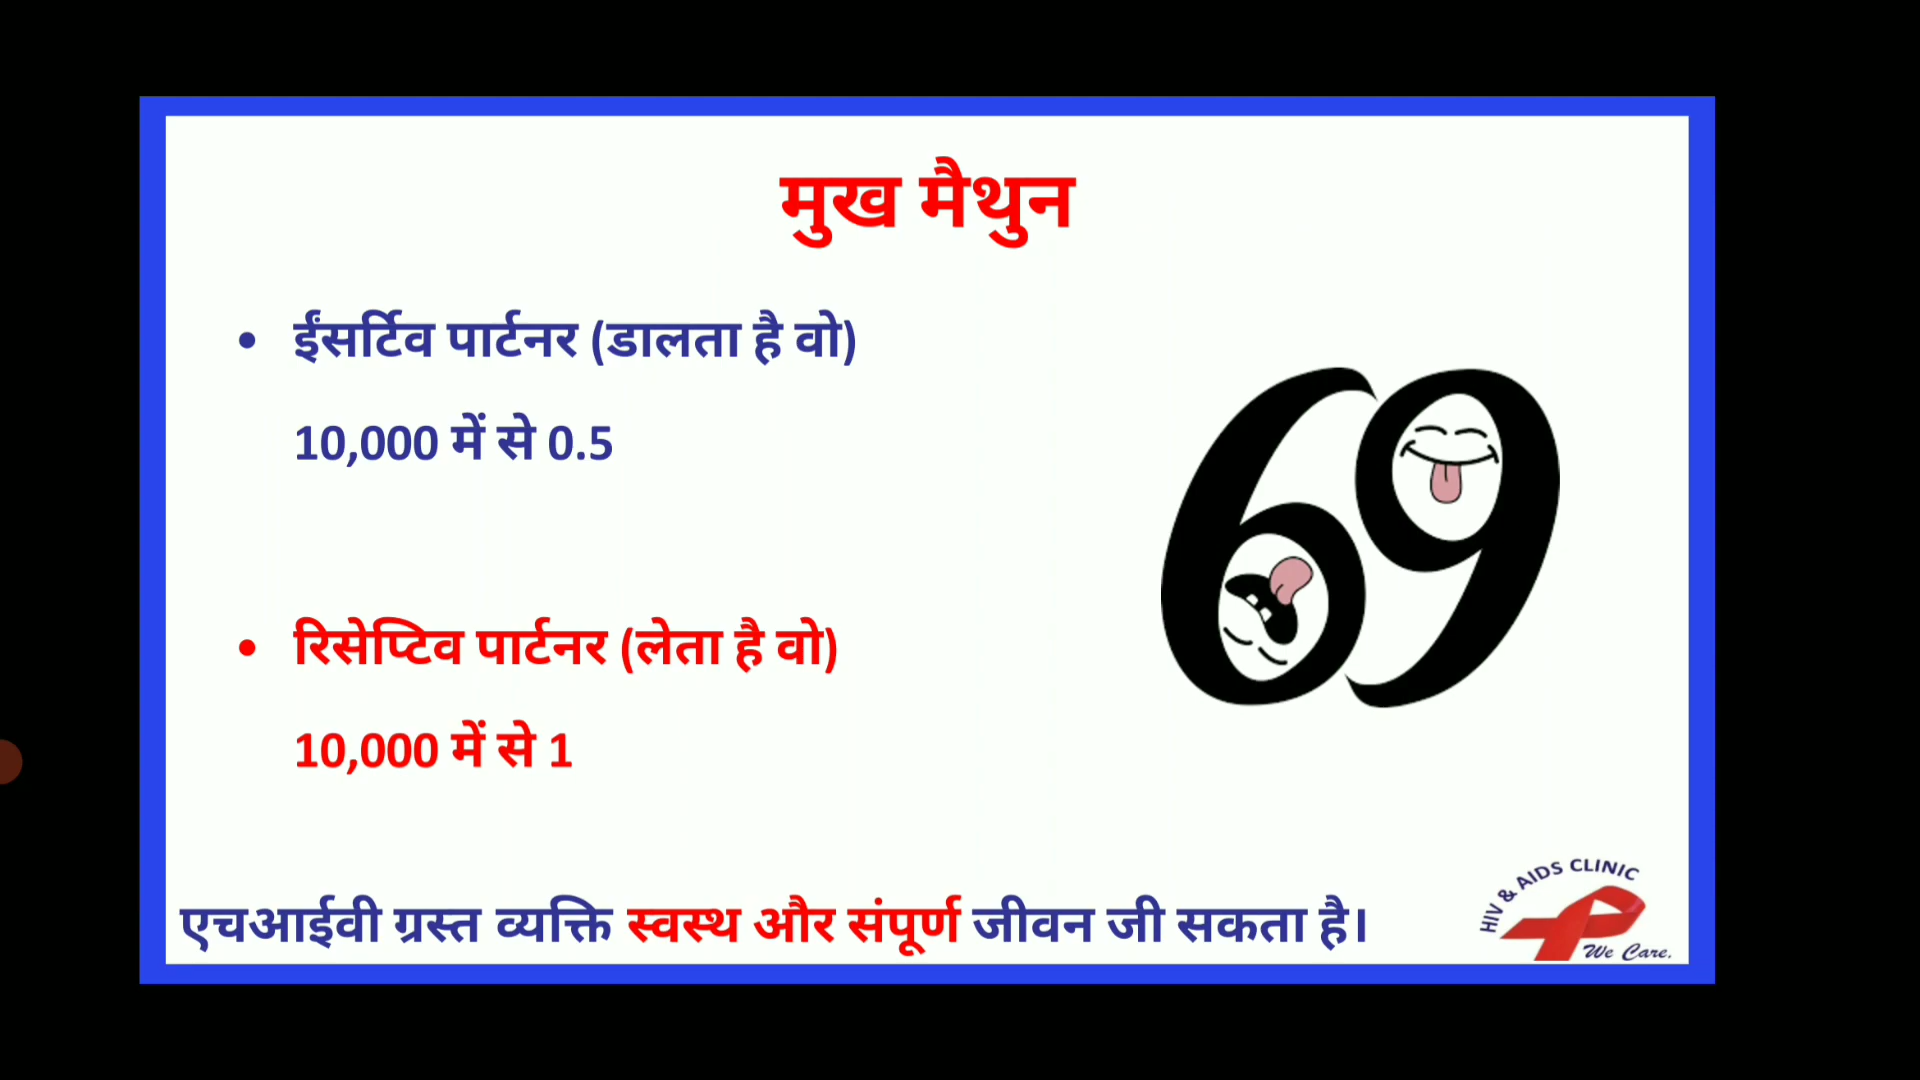 मुख मैथुन
• ईंसर्टिव पार्टनर (डालता है वो)
10,000 में से 0.5
• रिसेप्टिव पार्टनर (लेता है वो)
10,000 में से 1
69
एचआईवी ग्रस्त व्यक्ति स्वस्थ और संपूर्ण जीवन जी सकता है।
HIV & AIDS CLINIC
We Care.